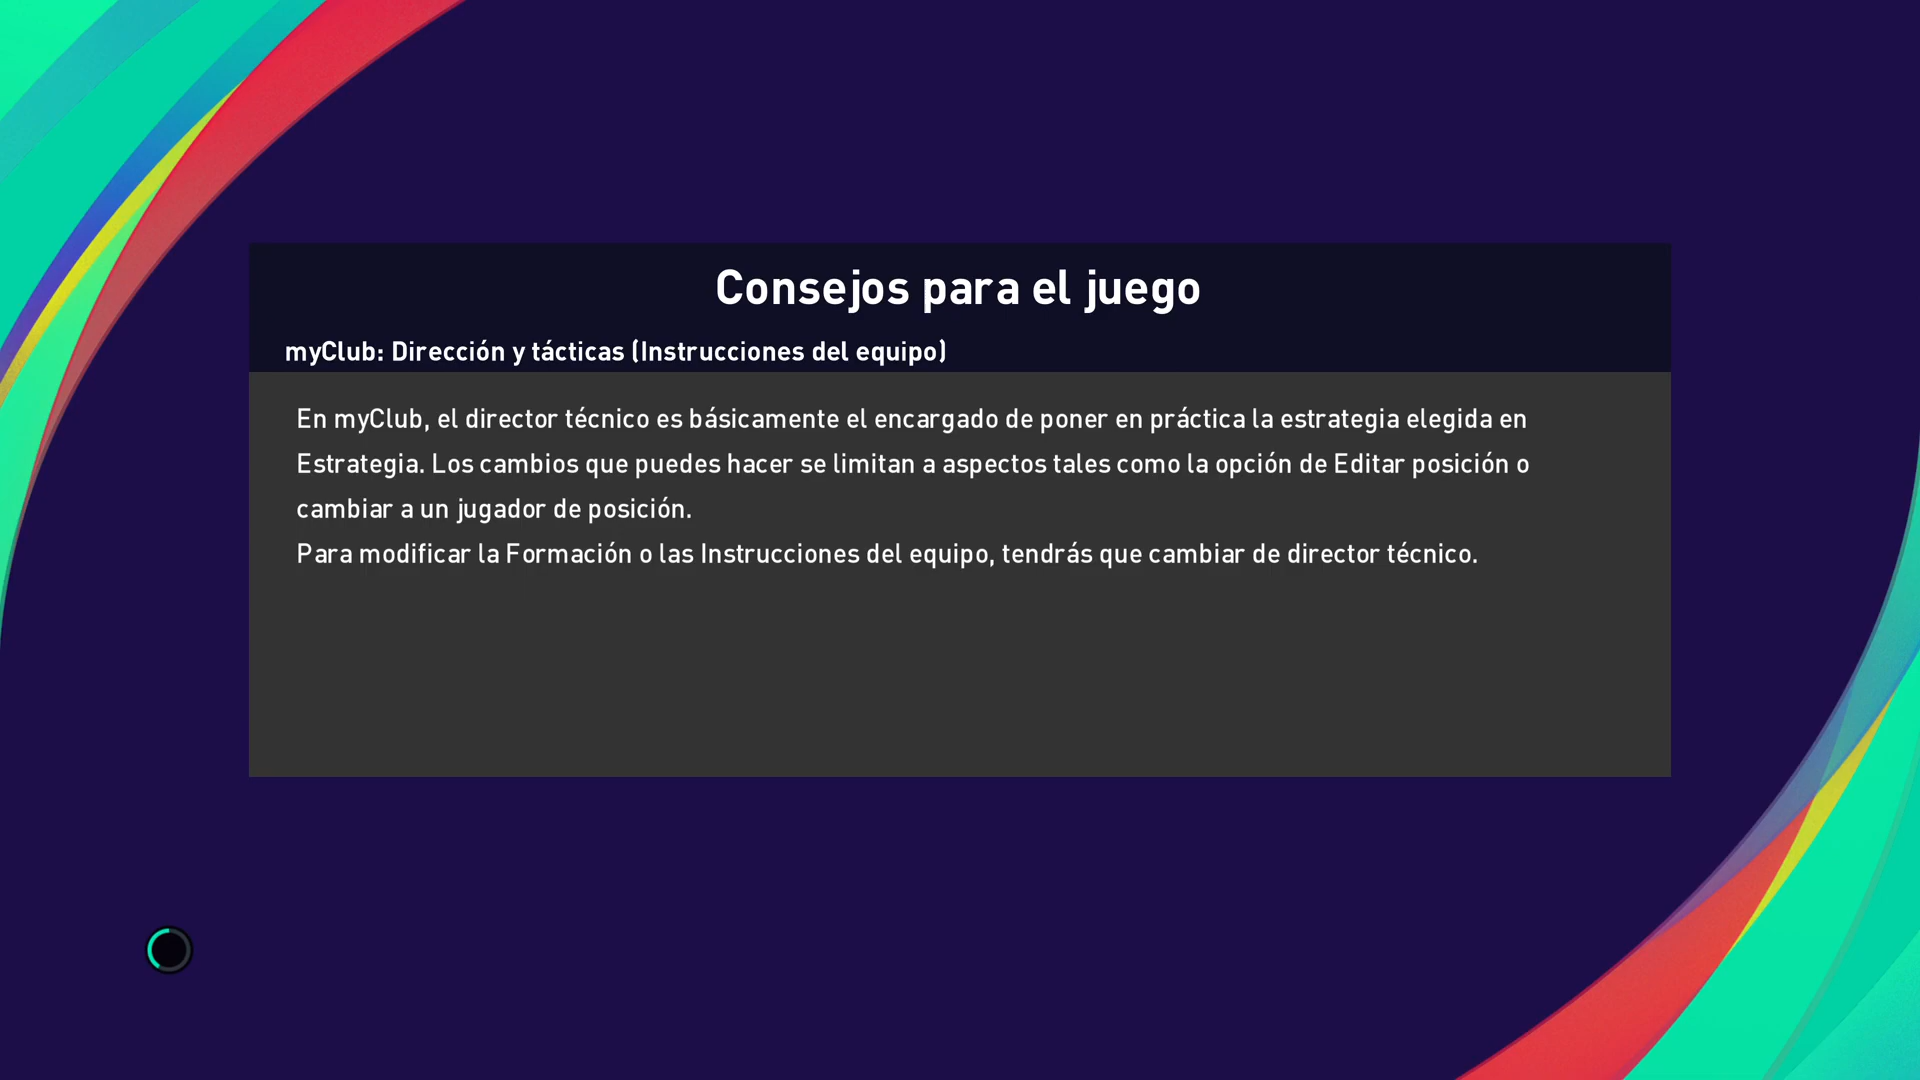 Consejos para el juego
myClub: Dirección y tácticas (Instrucciones del equipo)
En myClub, el director técnico es básicamente el encargado de poner en práctica la estrategia elegida en
Estrategia. Los cambios que puedes hacer se limitan a aspectos tales como la opción de Editar posición o
cambiar a un jugador de posición.
Para modificar la Formación o las Instrucciones del equipo, tendrás que cambiar de director técnico.